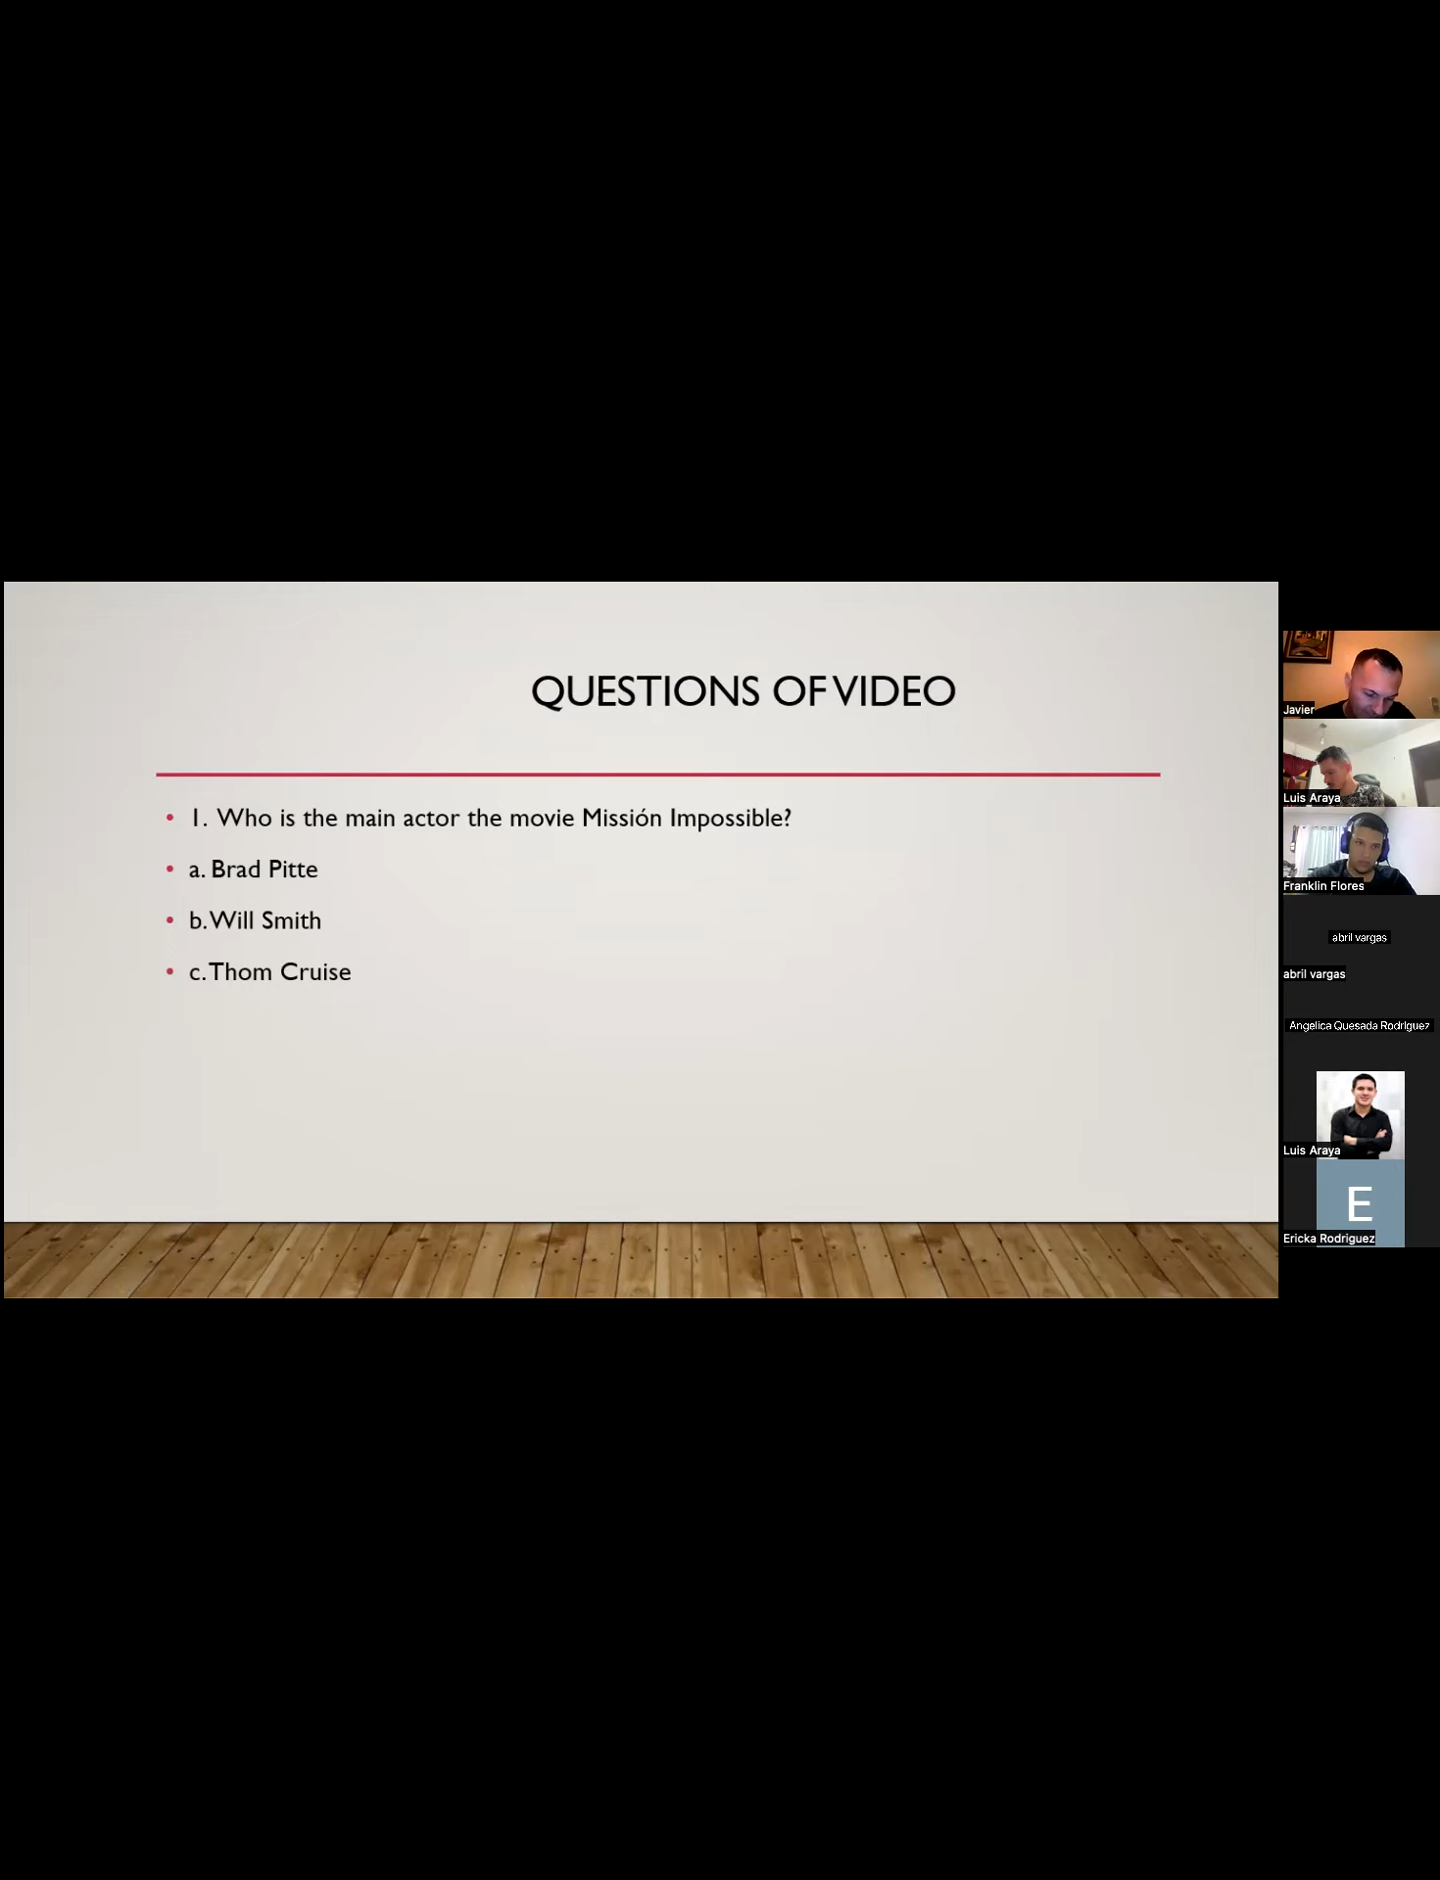 QUESTIONS OF VIDEO
• 1. Who is the main actor the movie Missión Impossible?
• a. Brad Pitte
• b. Will Smith
• c. Thom Cruise
Javier
Luis Araya
Franklin Flores
abril vargas
abril vargas
Angelica Quesada Rodriguez
Luis Araya
E
Ericka Rodriguez